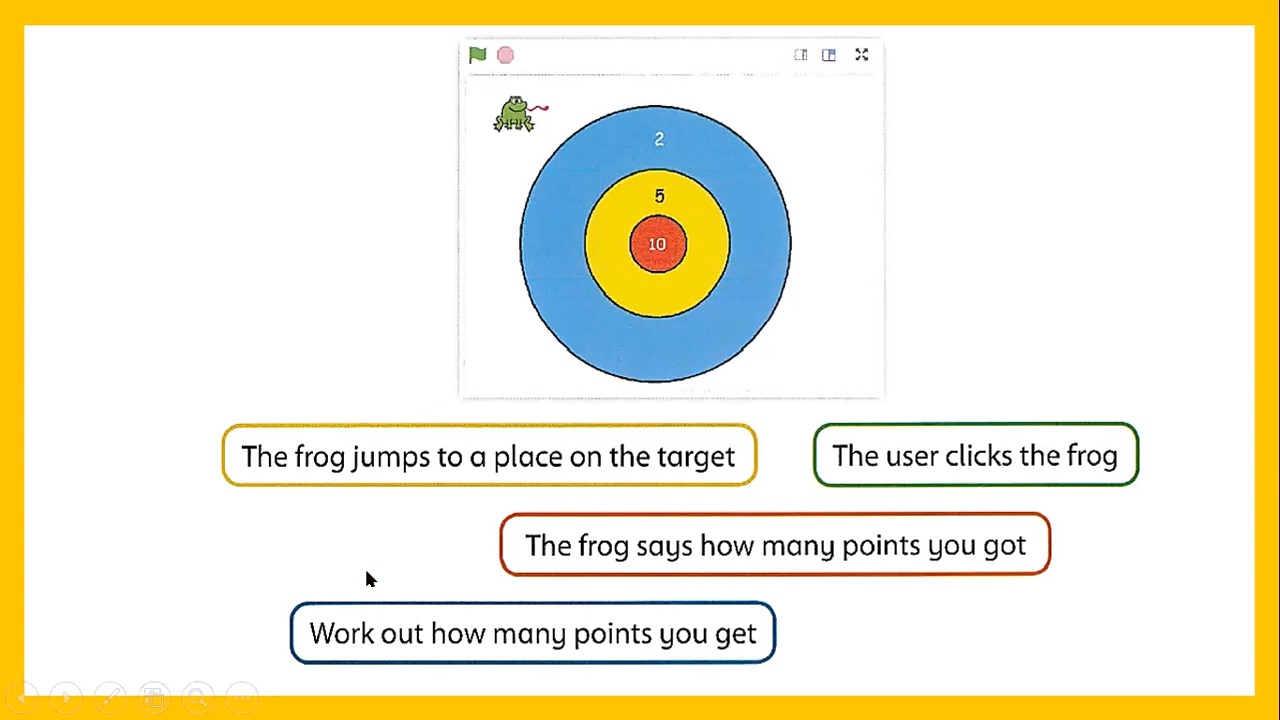 2
5
10
The frog jumps to a place on the target
The user clicks the frog
The frog says how many points you got
Work out how many points you get